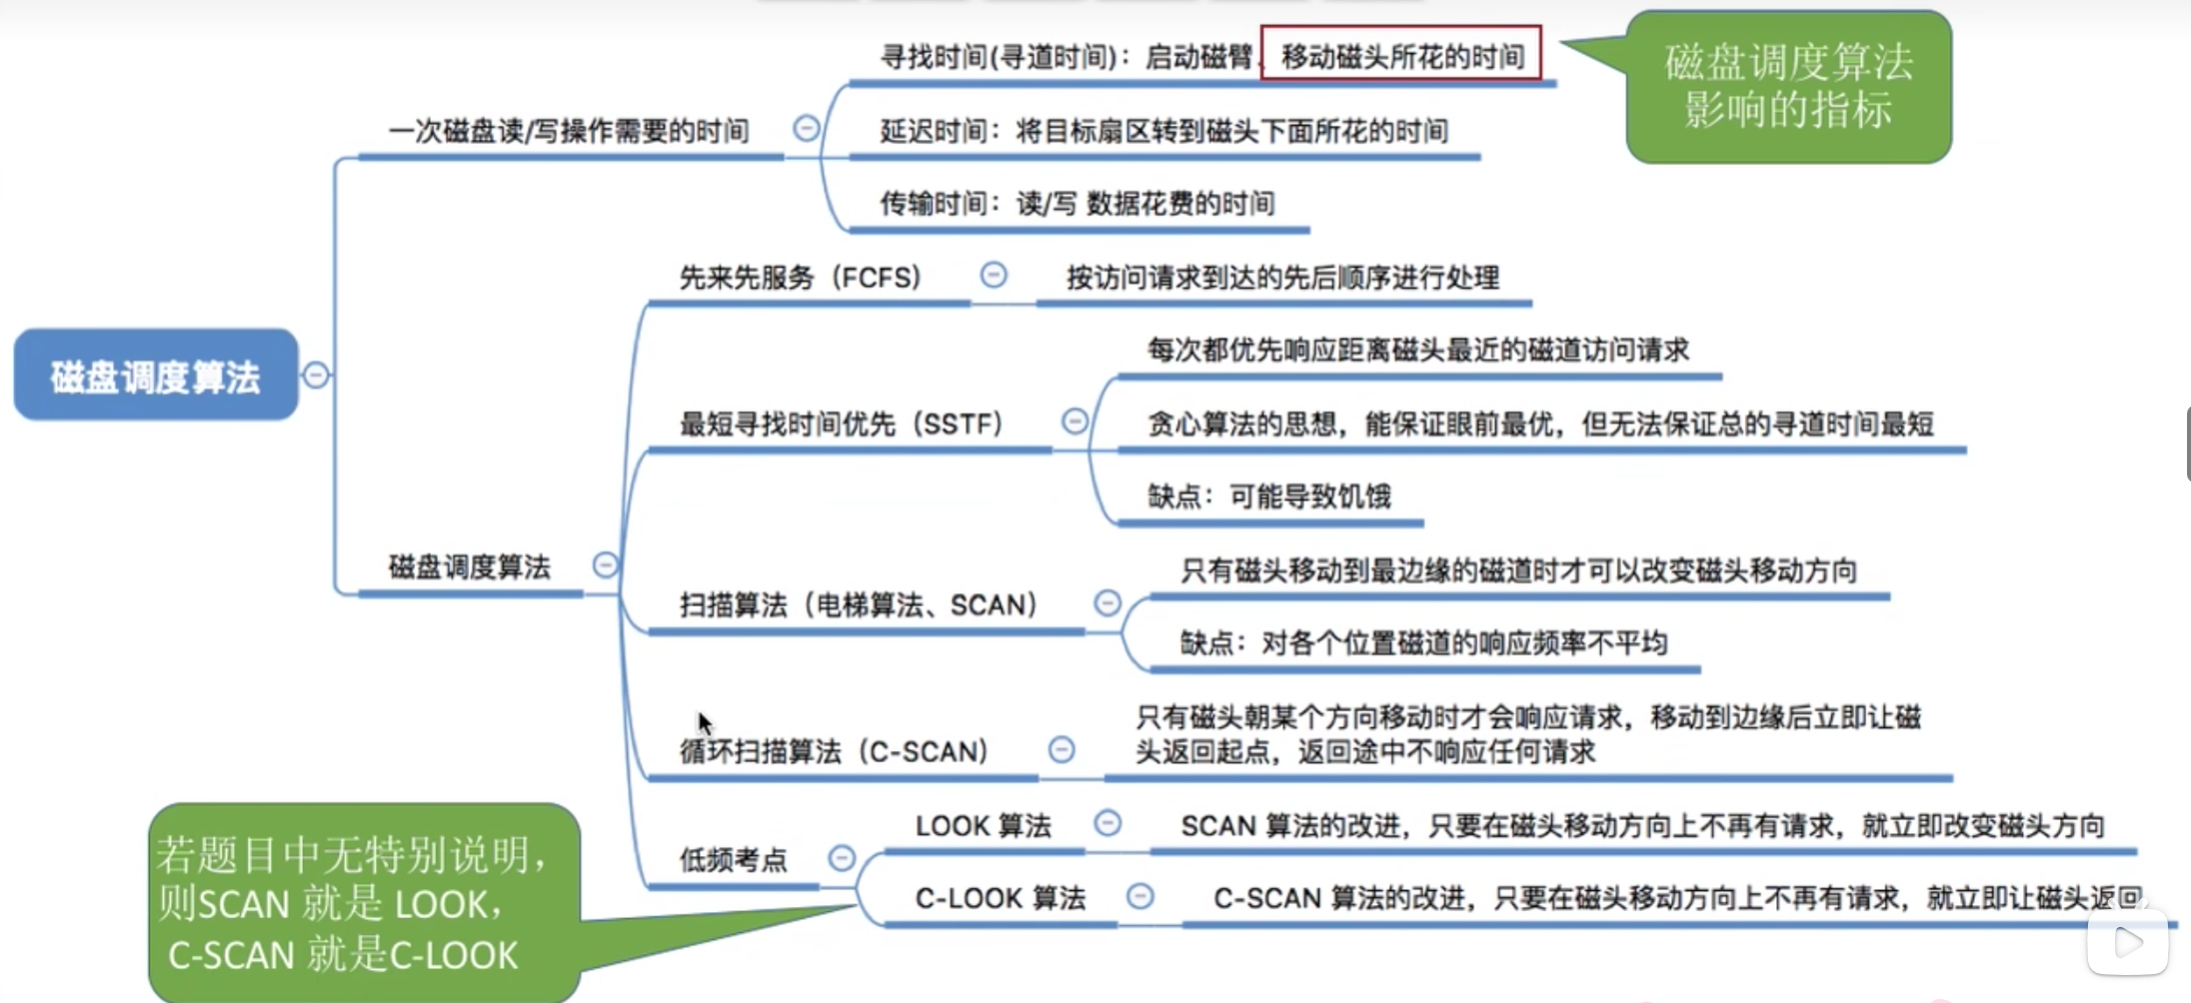 寻找时间(寻道时间)：启动磁臂、移动磁头所花的时间
磁盘调度算法
影响的指标
一次磁盘读/写操作需要的时间
延迟时间：将目标扇区转到磁头下面所花的时间
传输时间：读/写 数据花费的时间
先来先服务（FCFS）
按访问请求到达的先后顺序进行处理
磁盘调度算法
每次都优先响应距离磁头最近的磁道访问请求
最短寻找时间优先（SSTF）
贪心算法的思想，能保证眼前最优，但无法保证总的寻道时间最短
缺点：可能导致饥饿
磁盘调度算法
只有磁头移动到最边缘的磁道时才可以改变磁头移动方向
扫描算法（电梯算法、SCAN）
缺点：对各个位置磁道的响应频率不平均
循环扫描算法（C-SCAN）
只有磁头朝某个方向移动时才会响应请求，移动到边缘后立即让磁
头返回起点，返回途中不响应任何请求
低频考点
LOOK 算法
SCAN 算法的改进，只要在磁头移动方向上不再有请求，就立即改变磁头方向
C-LOOK 算法
C-SCAN 算法的改进，只要在磁头移动方向上不再有请求，就立即让磁头返回
若题目中无特别说明，
则SCAN 就是 LOOK，
C-SCAN 就是C-LOOK